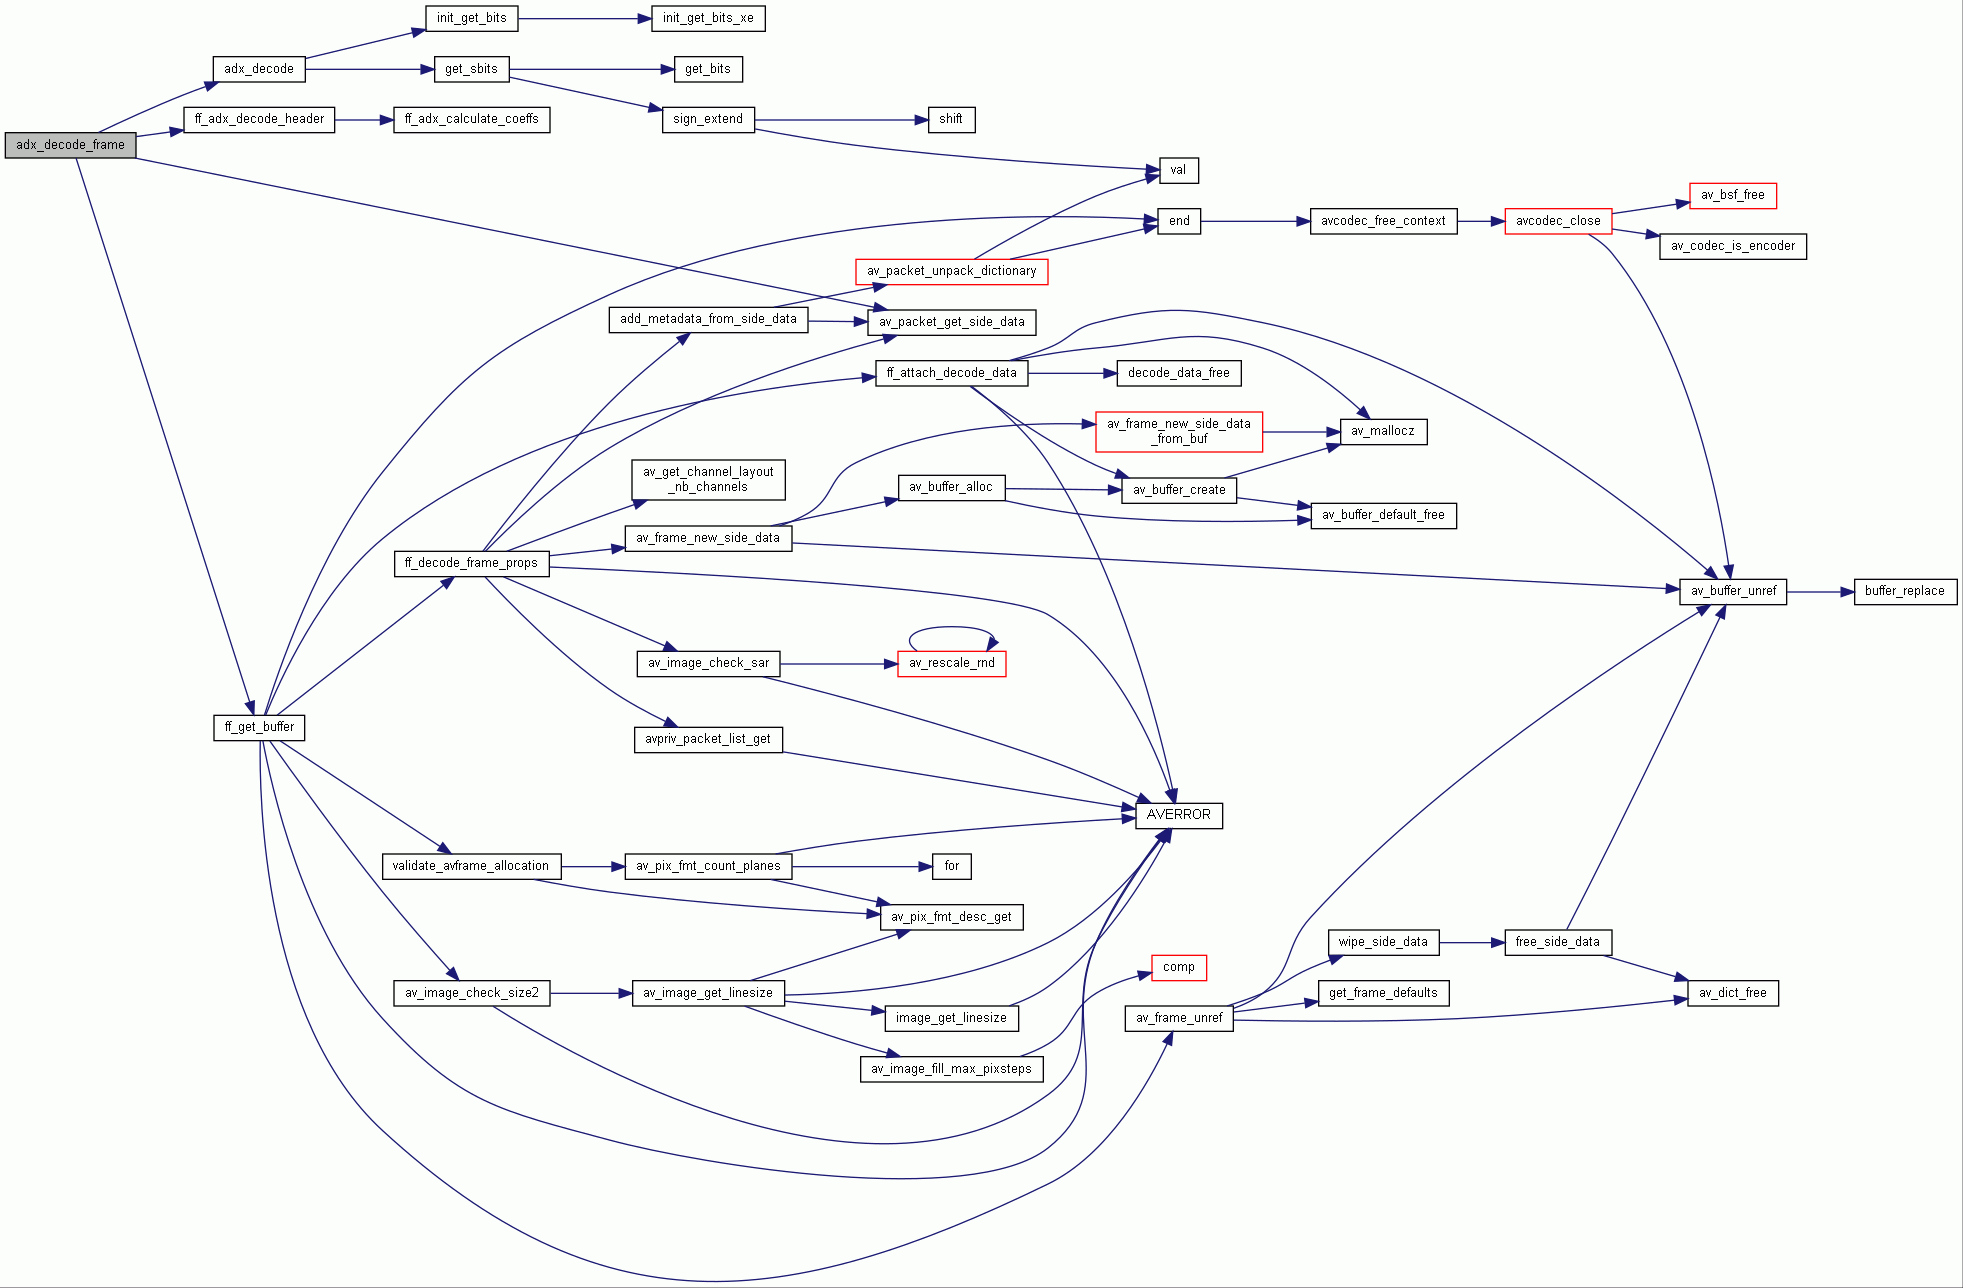 init_get_bits
init_get_bits_xe
adx_decode
get_sbits
get_bits
ff_adx_decode_header
ff_adx_calculate_coeffs
sign_extend
shift
adx_decode_frame
val
av_bsf_free
end
avcodec_free_context
avcodec_close
av_codec_is_encoder
av_packet_unpack_dictionary
add_metadata_from_side_data
av_packet_get_side_data
ff_attach_decode_data
decode_data_free
av_frame_new_side_data
_from_buf
av_mallocz
av_get_channel_layout
_nb_channels
av_buffer_alloc
av_buffer_create
av_buffer_default_free
av_frame_new_side_data
ff_decode_frame_props
av_buffer_unref
buffer_replace
av_image_check_sar
av_rescale_rnd
ff_get_buffer
avpriv_packet_list_get
AVERROR
validate_avframe_allocation
av_pix_fmt_count_planes
for
av_pix_fmt_desc_get
wipe_side_data
free_side_data
comp
av_image_check_size2
av_image_get_linesize
get_frame_defaults
av_dict_free
image_get_linesize
av_frame_unref
av_image_fill_max_pixsteps